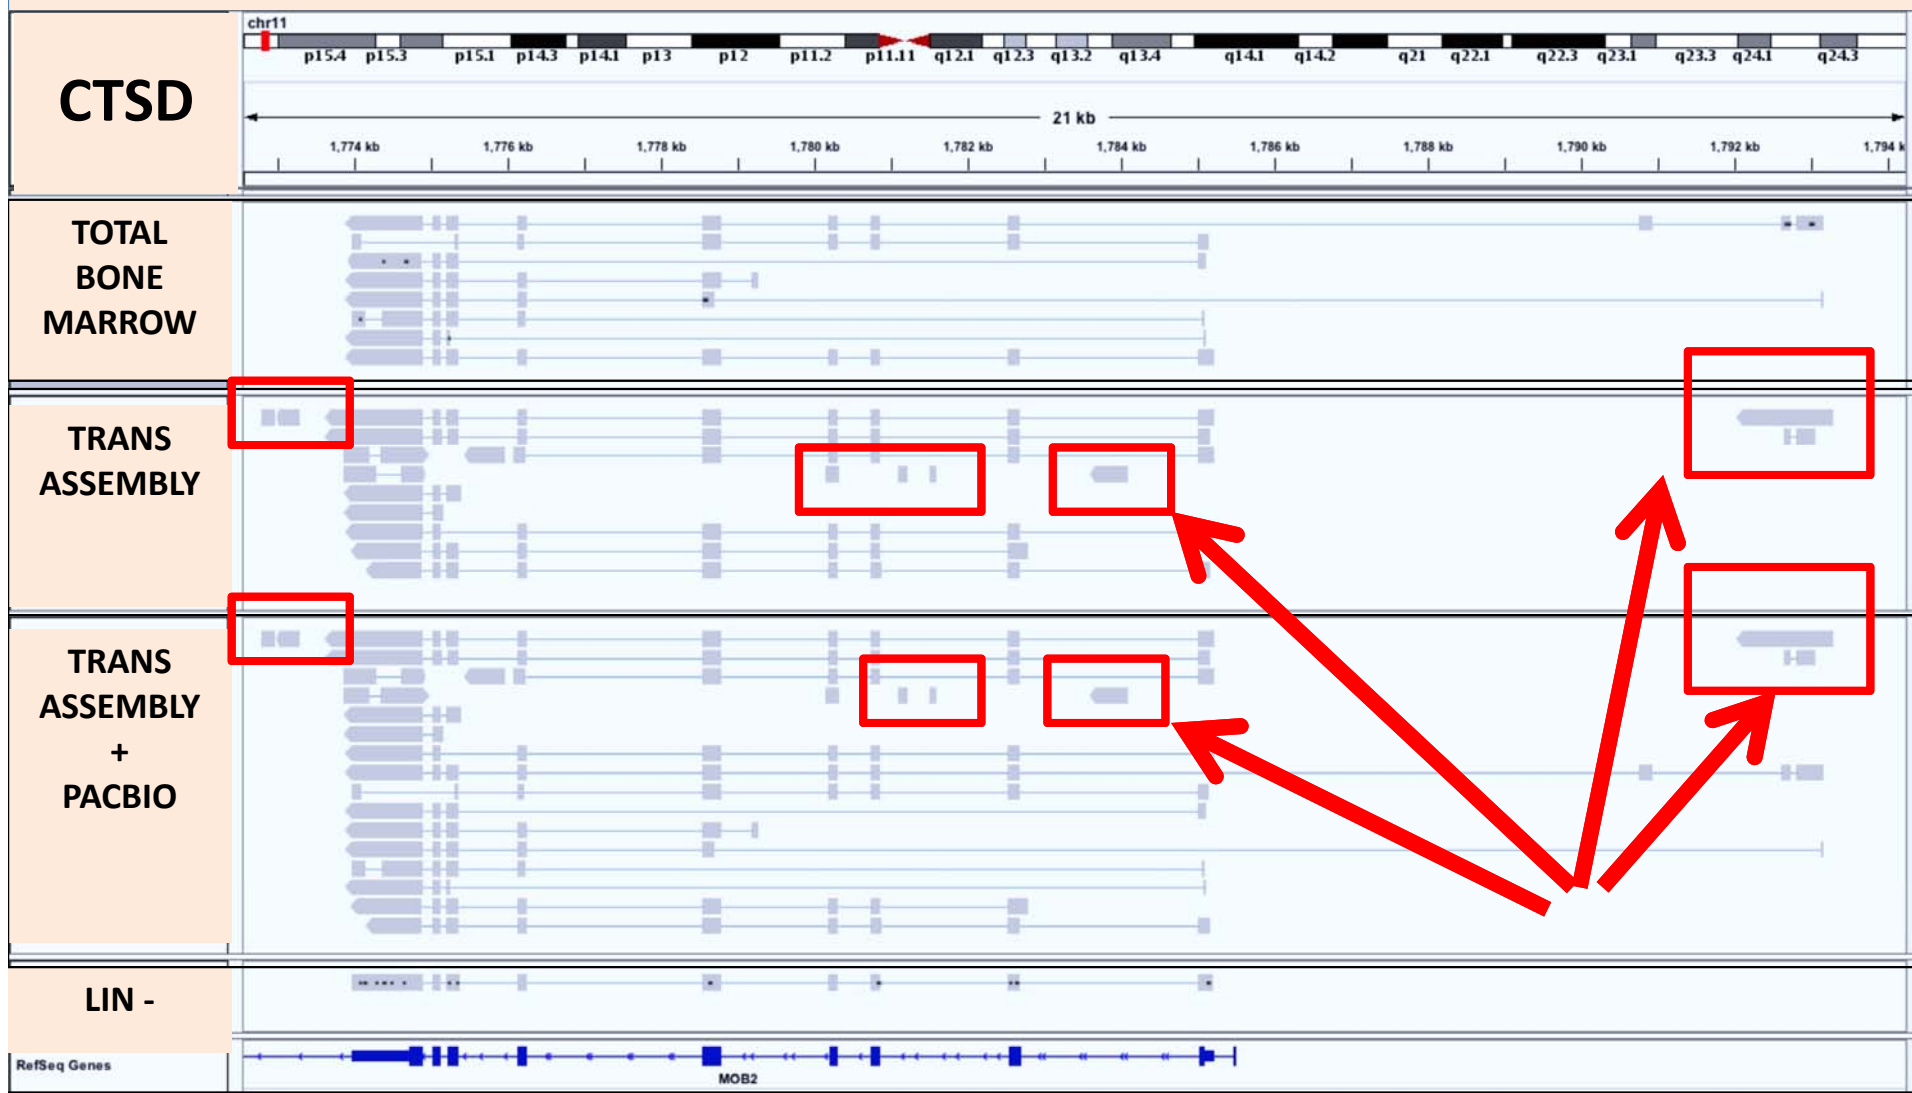 chr11
p15.4 p15.3 p15.1 p14.3 p14.1 p13 p12 p11.2 p11.11 q12.1 q12.3 q13.2 q13.4 q14.1 q14.2 q21 q22.1 q22.3 q23.1 q23.3 q24.1 q24.3
CTSD
21 kb
1,774 kb 1,776 kb 1,778 kb 1,780 kb 1,782 kb 1,784 kb 1,786 kb 1,788 kb 1,790 kb 1,792 kb 1,794 k
TOTAL
BONE
MARROW
TRANS
ASSEMBLY
TRANS
ASSEMBLY
+
PACBIO
LIN -
RefSeq Genes
MOB2